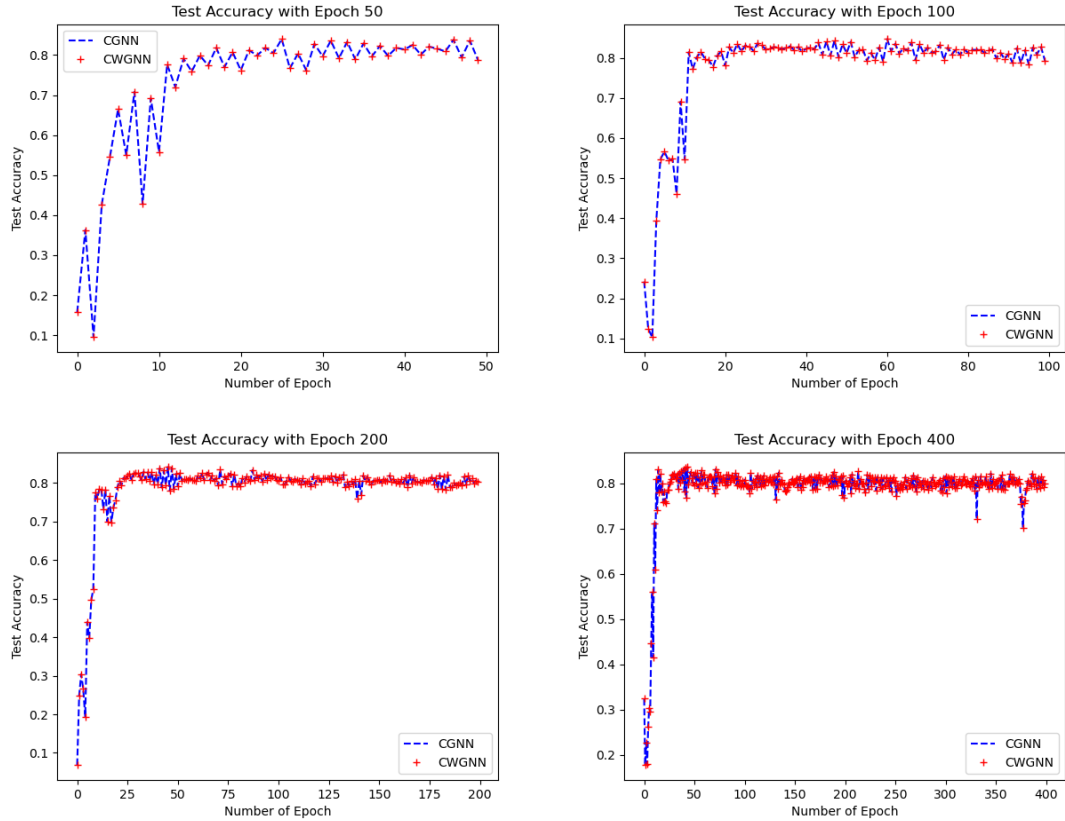 Test Accuracy with Epoch 50
0.8
0.7
0.6
0.5
0.4
0.3
0.2
0.1
Test Accuracy
CGNN
CWGNN
0 10 20 30 40 50
Number of Epoch
Test Accuracy with Epoch 100
0.8
0.7
0.6
0.5
0.4
0.3
0.2
0.1
Test Accuracy
CGNN
CWGNN
0 20 40 60 80 100
Number of Epoch
Test Accuracy with Epoch 200
0.8
0.7
0.6
0.5
0.4
0.3
0.2
0.1
Test Accuracy
CGNN
CWGNN
0 25 50 75 100 125 150 175 200
Number of Epoch
Test Accuracy with Epoch 400
0.8
0.7
0.6
0.5
0.4
0.3
0.2
Test Accuracy
CGNN
CWGNN
0 50 100 150 200 250 300 350 400
Number of Epoch